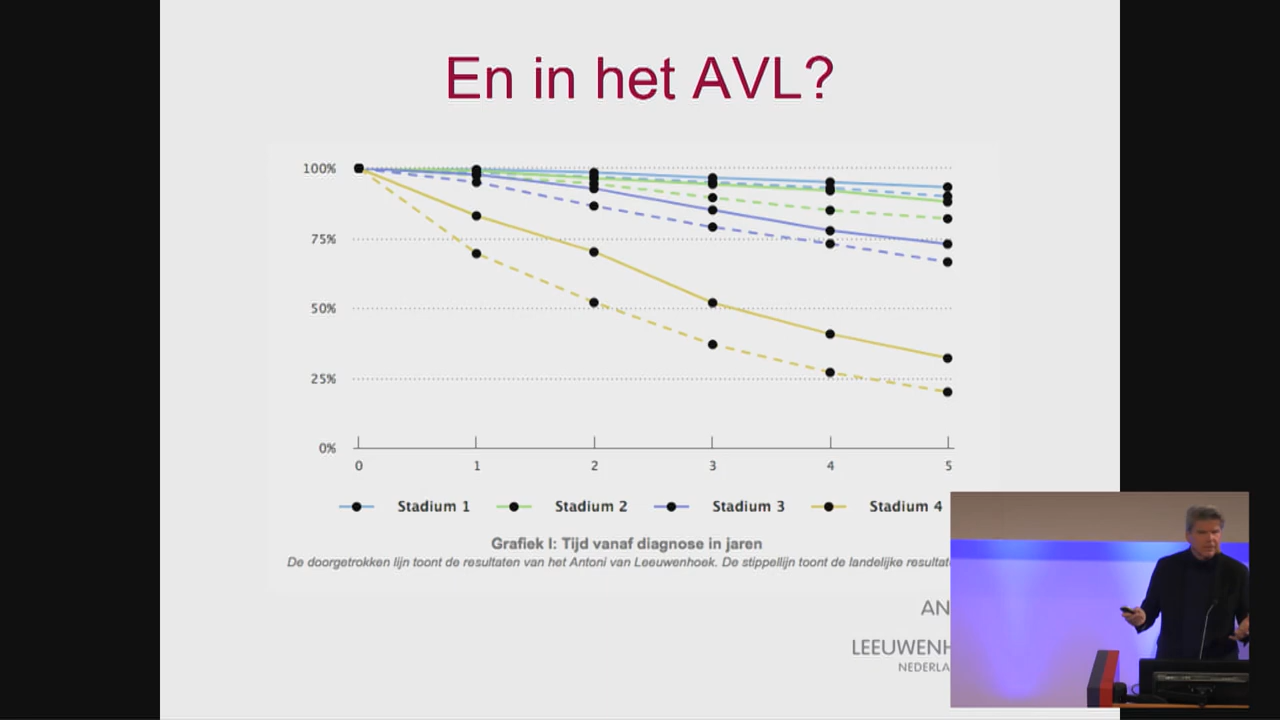 En in het AVL?
100%
75%
50%
25%
0%
0 1 2 3 4 5
Stadium 1 Stadium 2 Stadium 3 Stadium 4
Grafiek I: Tijd vanaf diagnose in jaren
De doorgetrokken lijn toont de resultaten van het Antoni van Leeuwenhoek. De stippellijn toont de landelijke resultat
AN
LEEUWENH
NEDERLA